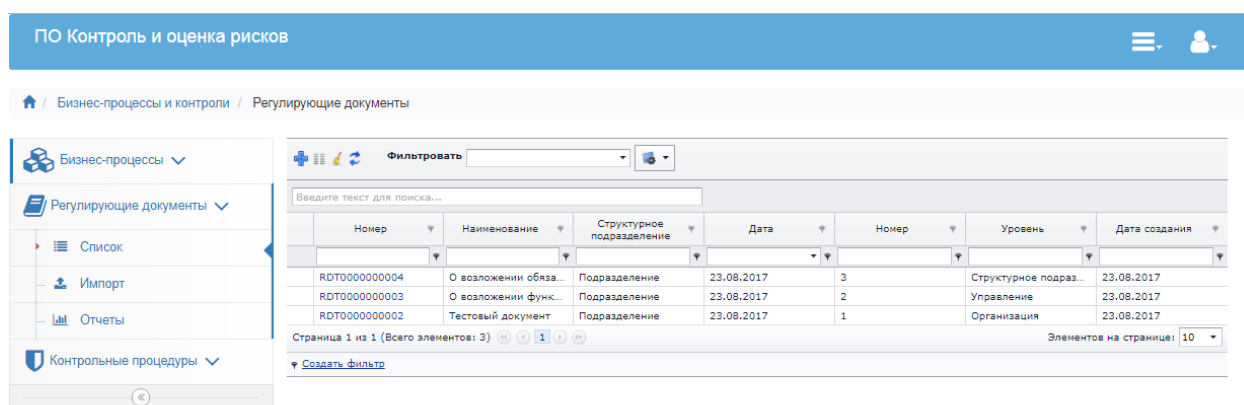 ПО Контроль и оценка рисков
/ Бизнес-процессы и контроли / Регулирующие документы
Бизнес-процессы
Регулирующие документы
Список
Импорт
Отчеты
Контрольные процедуры
Фильтровать
Введите текст для поиска...
Номер Наименование Структурное подразделение Дата Номер Уровень Дата создания
RDT0000000004 О возложении обяза... Подразделение 23.08.2017 3 Структурное подраз... 23.08.2017
RDT0000000003 О возложении функ... Подразделение 23.08.2017 2 Управление 23.08.2017
RDT0000000002 Тестовый документ Подразделение 23.08.2017 1 Организация 23.08.2017
Страница 1 из 1 (Всего элементов: 3) 1 Элементов на странице: 10
Создать фильтр